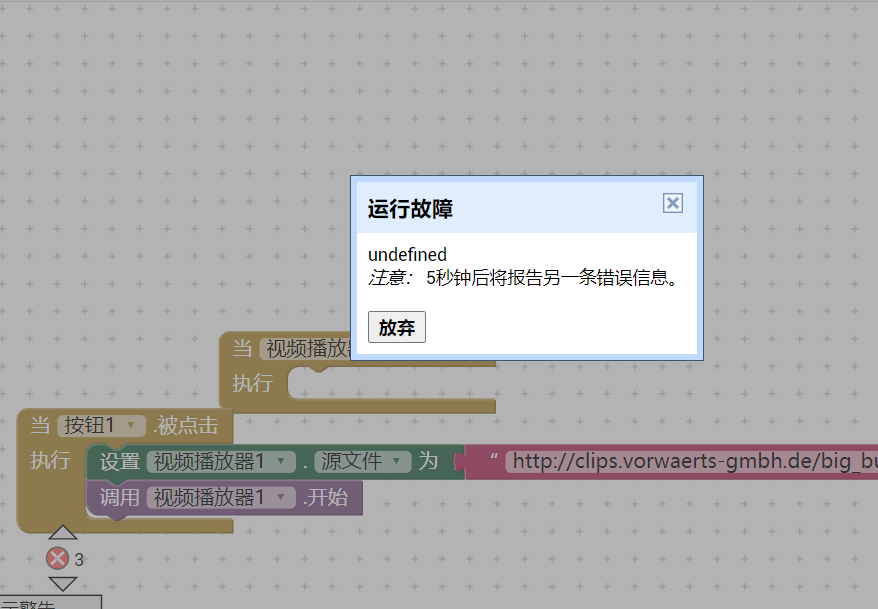 运行故障
undefined
注意： 5秒钟后将报告另一条错误信息。
放弃
当 视频播放
执行
当 按钮1 .被点击
执行 设置 视频播放器1 . 源文件 为 “ http://clips.vorwaerts-gmbh.de/big_bu
调用 视频播放器1 .开始
3
示警告